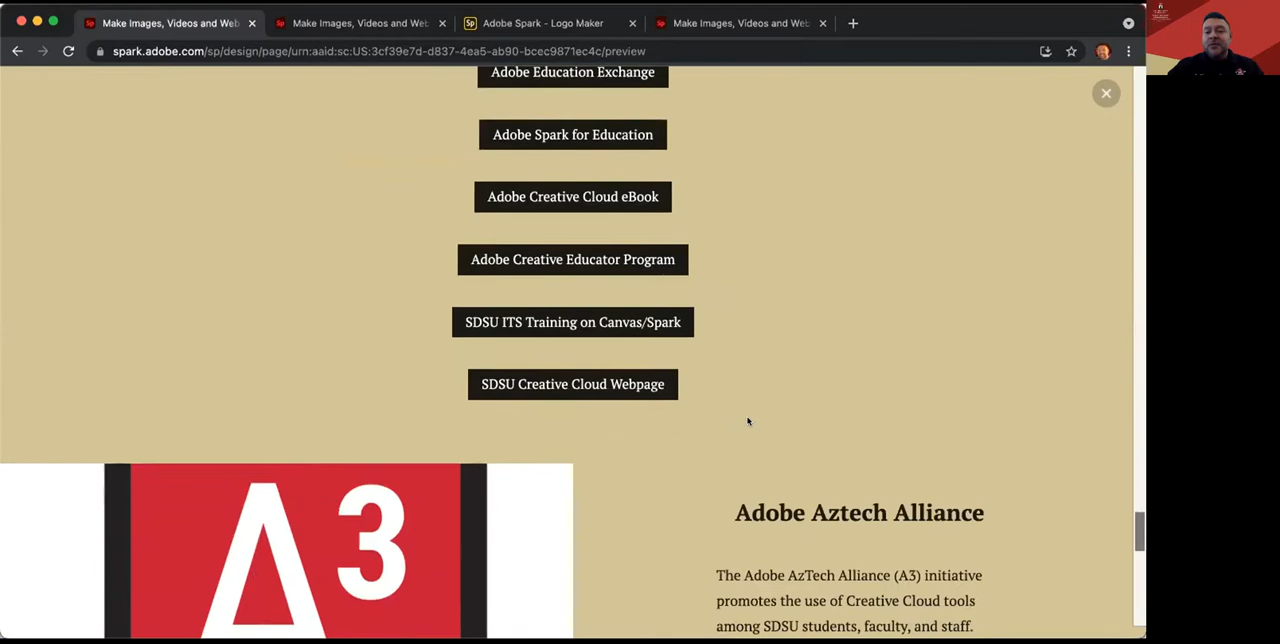 Make Images, Videos and Web
Make Images, Videos and Web
Adobe Spark - Logo Maker
Make Images, Videos and Web
spark.adobe.com/sp/design/page/urn:aaid:sc:US:3cf39e7d-d837-4ea5-ab90-bcec9871ec4c/preview
Adobe Education Exchange
Adobe Spark for Education
Adobe Creative Cloud eBook
Adobe Creative Educator Program
SDSU ITS Training on Canvas/Spark
SDSU Creative Cloud Webpage
A3
Adobe Aztech Alliance
The Adobe AzTech Alliance (A3) initiative
promotes the use of Creative Cloud tools
among SDSU students, faculty, and staff.